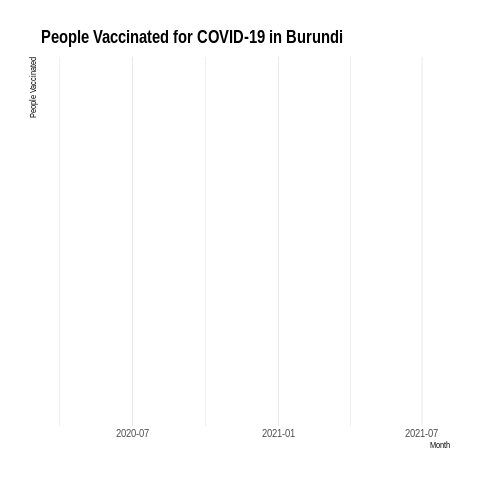 People Vaccinated for COVID-19 in Burundi
People Vaccinated
2020-07
2021-01
2021-07
Month